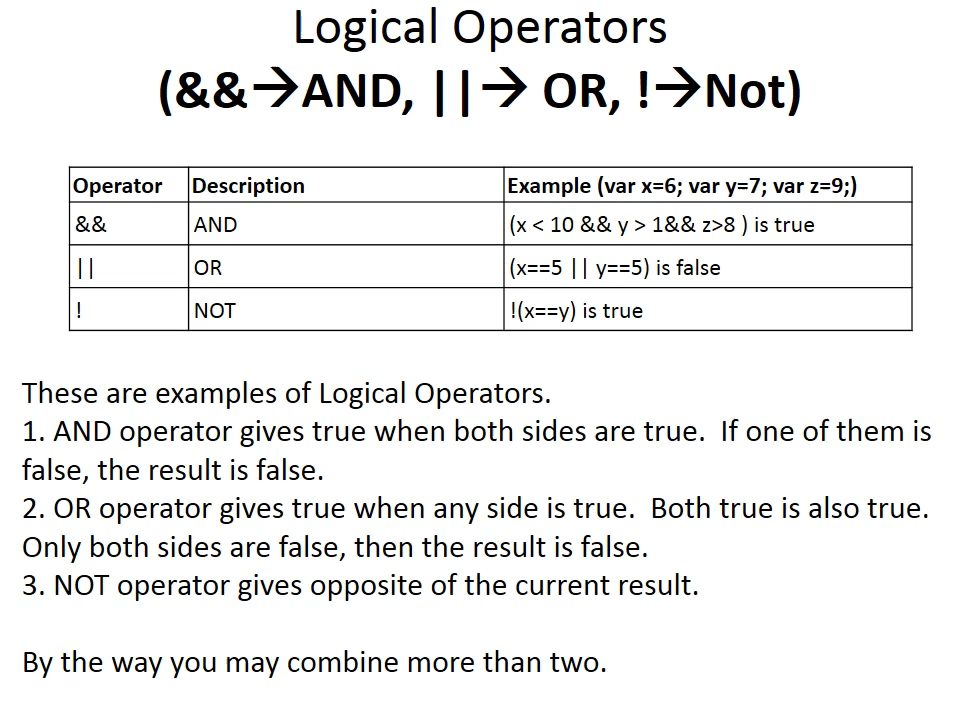 Logical Operators
(&&→AND, ||→ OR, !→Not)
Operator Description Example (var x=6; var y=7; var z=9;)
&& AND (x < 10 && y > 1&& z>8 ) is true
|| OR (x==5 || y==5) is false
! NOT !(x==y) is true
These are examples of Logical Operators.
1. AND operator gives true when both sides are true.  If one of them is
false, the result is false.
2. OR operator gives true when any side is true.  Both true is also true.
Only both sides are false, then the result is false.
3. NOT operator gives opposite of the current result.
By the way you may combine more than two.